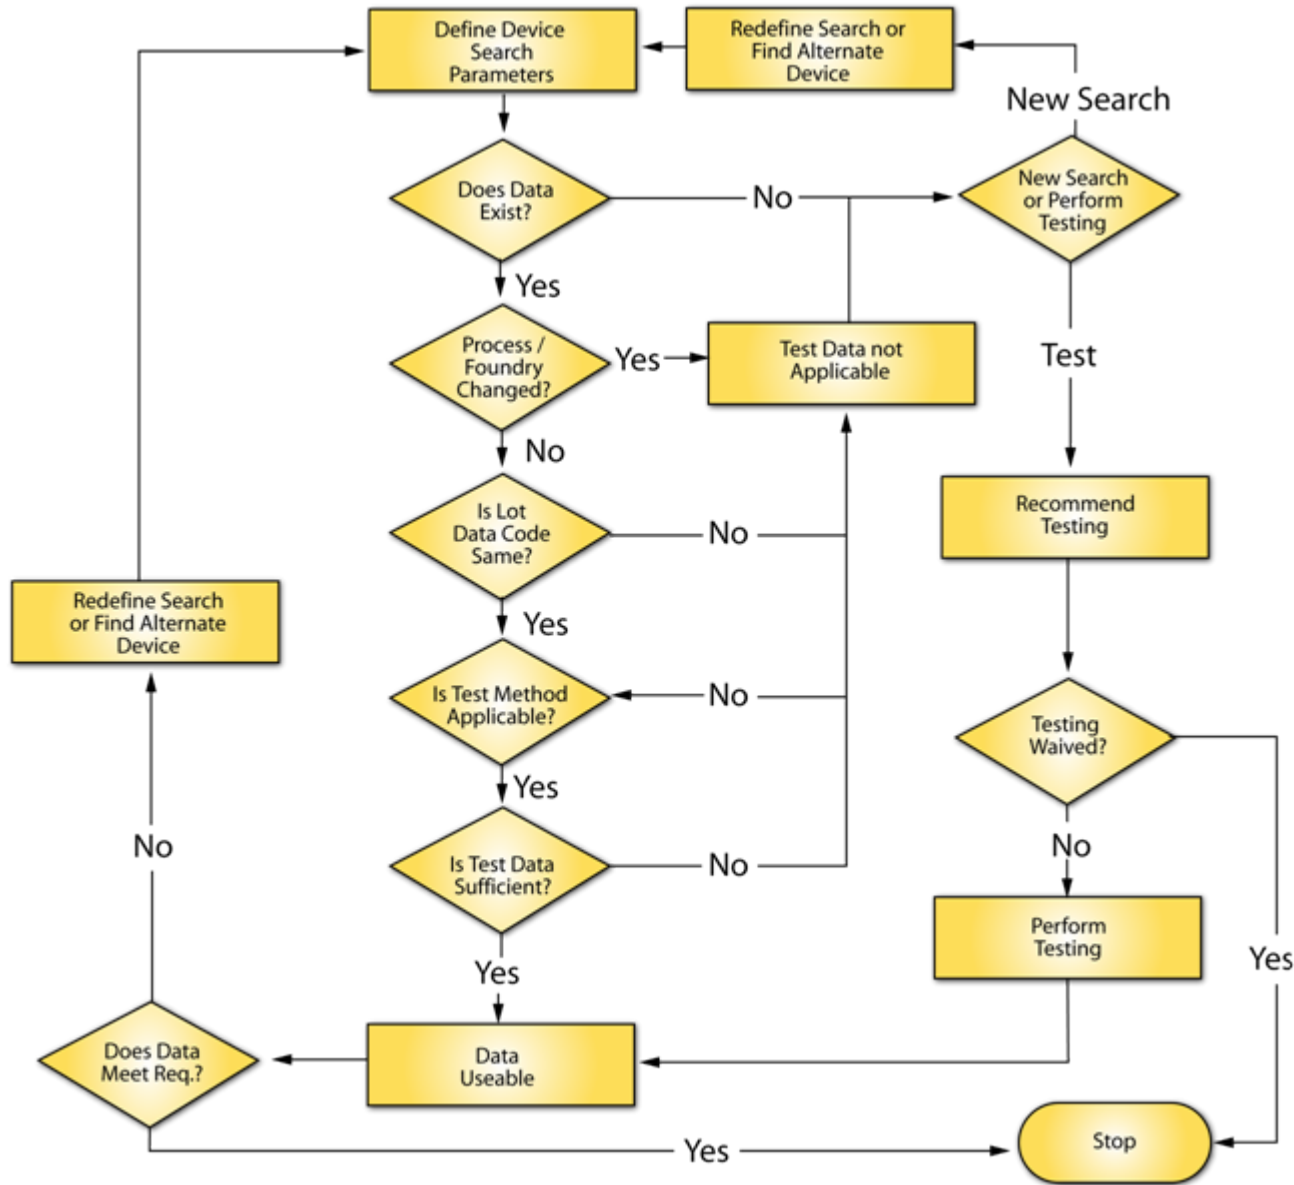 Define Device
Search
Parameters
Redefine Search or
Find Alternate
Device
New Search
Does Data
Exist?
No
New Search
or Perform
Testing
Yes
Process /
Foundry
Changed?
Yes
Test Data not
Applicable
Test
No
Is Lot
Data Code
Same?
No
Recommend
Testing
Redefine Search
or Find Alternate
Device
Yes
Is Test Method
Applicable?
No
Testing
Waived?
Yes
No
No
Is Test Data
Sufficient?
No
Perform
Testing
Yes
Yes
Does Data
Meet Req.?
Data
Useable
Yes
Stop